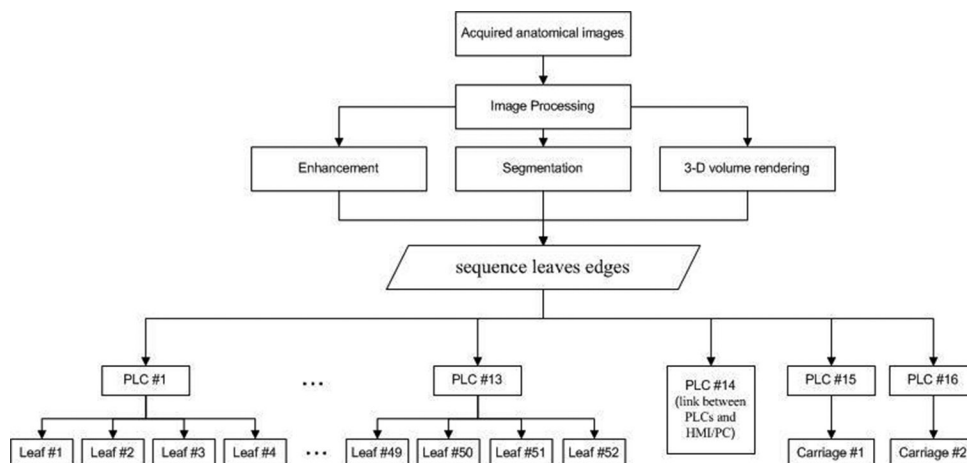 Acquired anatomical images
Image Processing
Enhancement
Segmentation
3-D volume rendering
sequence leaves edges
PLC #1
...
PLC #13
PLC #14
(link between
PLCs and
HMI/PC)
PLC #15
PLC #16
Leaf #1
Leaf #2
Leaf #3
Leaf #4
...
Leaf #49
Leaf #50
Leaf #51
Leaf #52
Carriage #1
Carriage #2